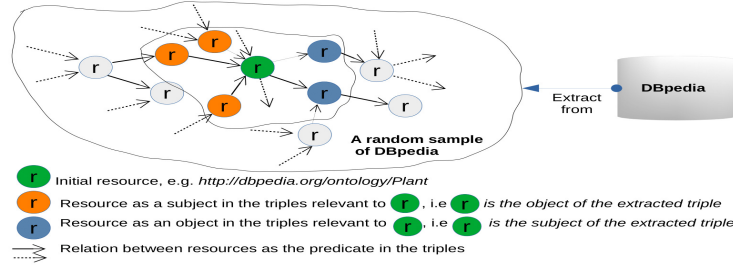 r r r r r r r r r r r
DBpedia
Extract
from
A random sample
of DBpedia
r Initial resource, e.g. http://dbpedia.org/ontology/Plant
r Resource as a subject in the triples relevant to r , i.e r is the object of the extracted triple
r Resource as an object in the triples relevant to r , i.e r is the subject of the extracted triple
Relation between resources as the predicate in the triples